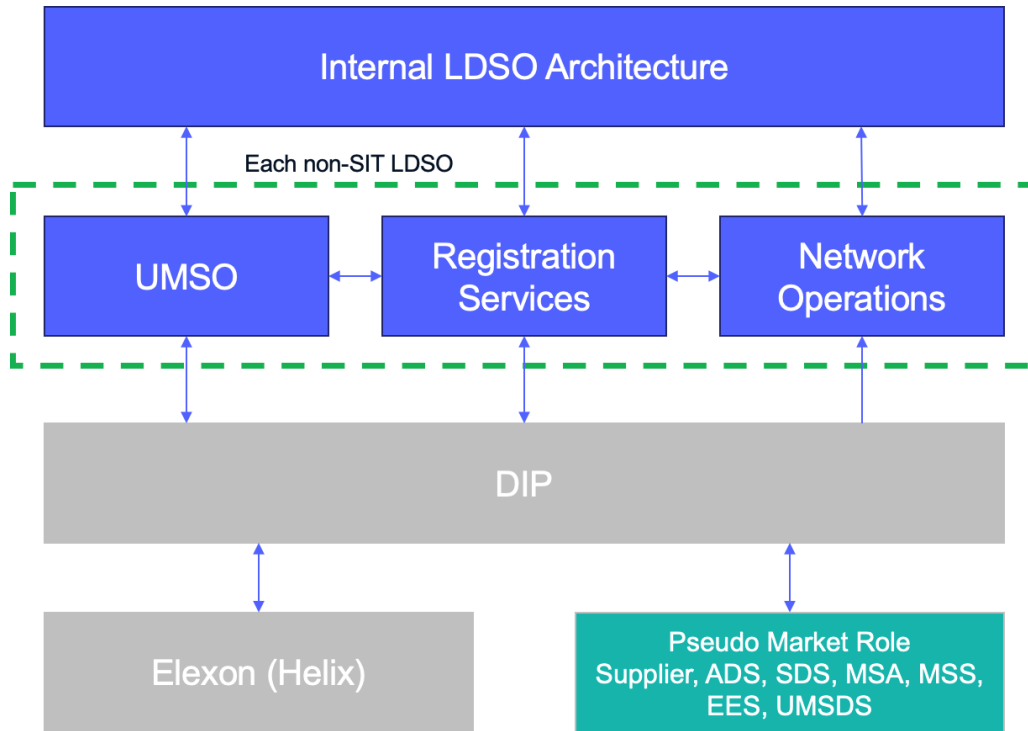 Internal LDSO Architecture
Each non-SIT LDSO
UMSO
Registration
Services
Network
Operations
DIP
Elexon (Helix)
Pseudo Market Role
Supplier, ADS, SDS, MSA, MSS,
EES, UMSDS